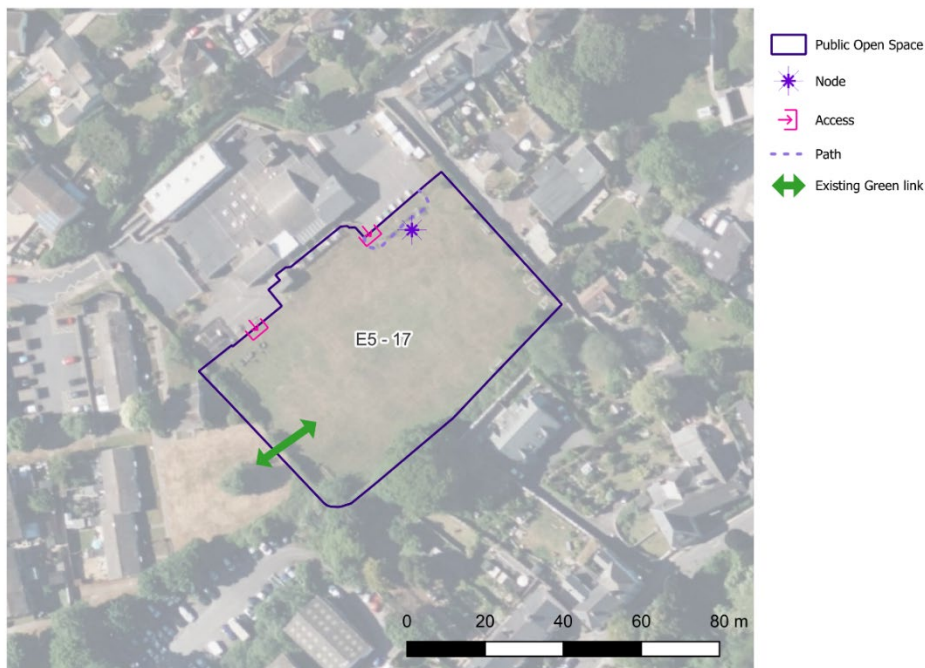 Public Open Space
Node
Access
Path
Existing Green link
E5 - 17
0 20 40 60 80 m